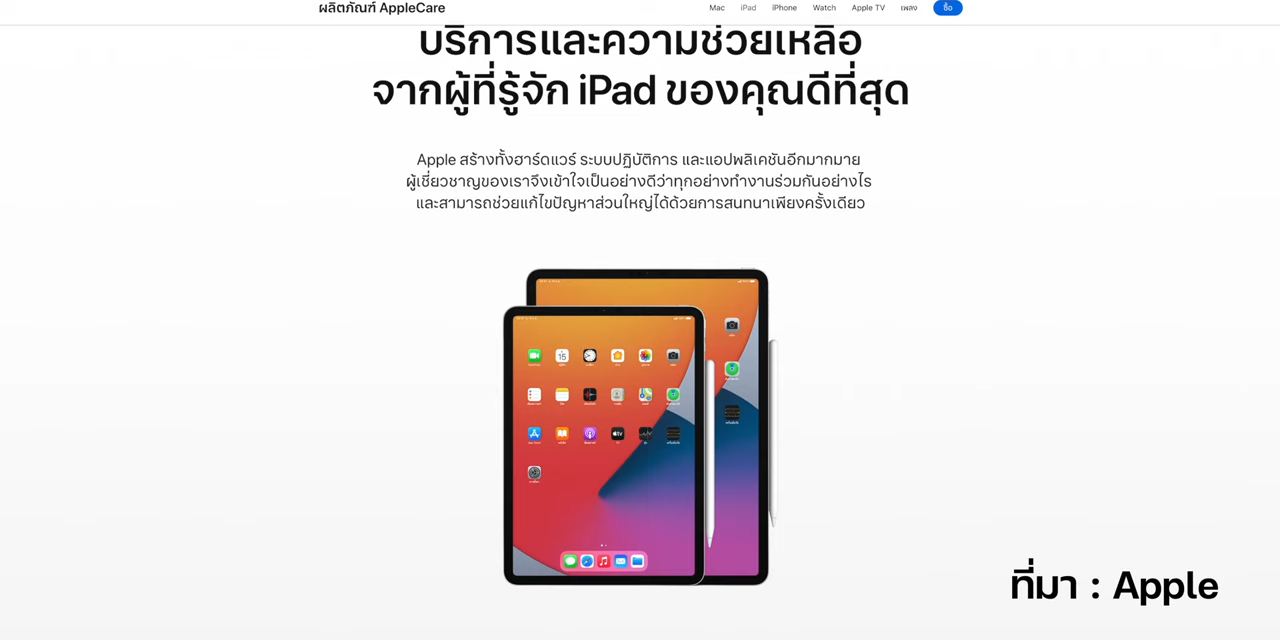 ผลิตภัณฑ์ AppleCare
Mac iPad iPhone Watch Apple TV เพลง ซื้อ
บริการและความช่วยเหลือ
จากผู้ที่รู้จัก iPad ของคุณดีที่สุด
Apple สร้างทั้งฮาร์ดแวร์ ระบบปฏิบัติการ และแอปพลิเคชันอีกมากมาย
ผู้เชี่ยวชาญของเราจึงเข้าใจเป็นอย่างดีว่าทุกอย่างทำงานร่วมกันอย่างไร
และสามารถช่วยแก้ไขปัญหาส่วนใหญ่ได้ด้วยการสนทนาเพียงครั้งเดียว
15
ที่มา : Apple